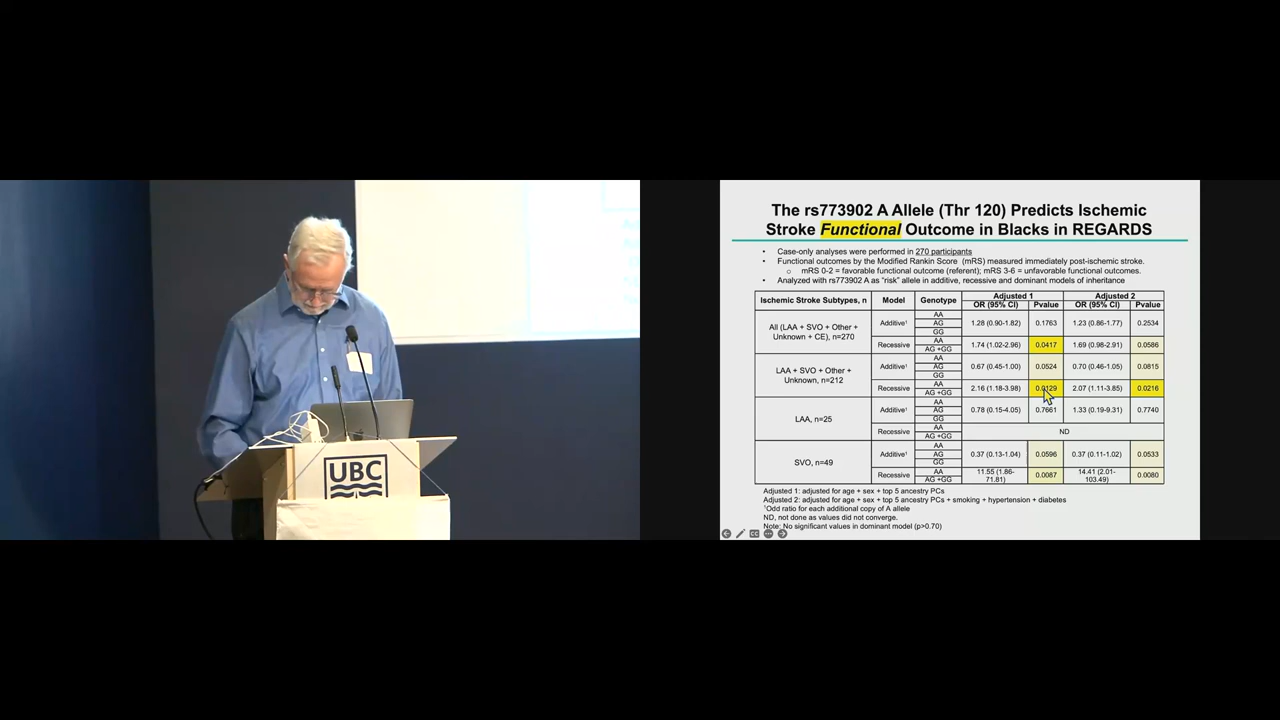 UBC
The rs773902 A Allele (Thr 120) Predicts Ischemic
Stroke Functional Outcome in Blacks in REGARDS
• Case-only analyses were performed in 270 participants
• Functional outcomes by the Modified Rankin Score (mRS) measured immediately post-ischemic stroke.
o mRS 0-2 = favorable functional outcome (referent); mRS 3-6 = unfavorable functional outcomes.
• Analyzed with rs773902 A as “risk” allele in additive, recessive and dominant models of inheritance
Ischemic Stroke Subtypes, n Model Genotype Adjusted 1 Adjusted 2
OR (95% CI) Pvalue OR (95% CI) Pvalue
All (LAA + SVO + Other +
Unknown + CE), n=270
Additive¹ AA
AG 1.28 (0.90-1.82) 0.1763 1.23 (0.86-1.77) 0.2534
GG
Recessive AA
AG +GG 1.74 (1.02-2.96) 0.0417 1.69 (0.98-2.91) 0.0586
LAA + SVO + Other +
Unknown, n=212
Additive¹ AA
AG 0.67 (0.45-1.00) 0.0524 0.70 (0.46-1.05) 0.0815
GG
Recessive AA
AG +GG 2.16 (1.18-3.98) 0.0129 2.07 (1.11-3.85) 0.0216
LAA, n=25
Additive¹ AA
AG 0.78 (0.15-4.05) 0.7661 1.33 (0.19-9.31) 0.7740
GG
Recessive AA
AG +GG ND
SVO, n=49
Additive¹ AA
AG 0.37 (0.13-1.04) 0.0596 0.37 (0.11-1.02) 0.0533
GG
Recessive AA
AG +GG 11.55 (1.86-
71.81) 0.0087 14.41 (2.01-
103.49) 0.0080
Adjusted 1: adjusted for age + sex + top 5 ancestry PCs
Adjusted 2: adjusted for age + sex + top 5 ancestry PCs + smoking + hypertension + diabetes
¹Odd ratio for each additional copy of A allele
ND, not done as values did not converge.
Note: No significant values in dominant model (p>0.70)